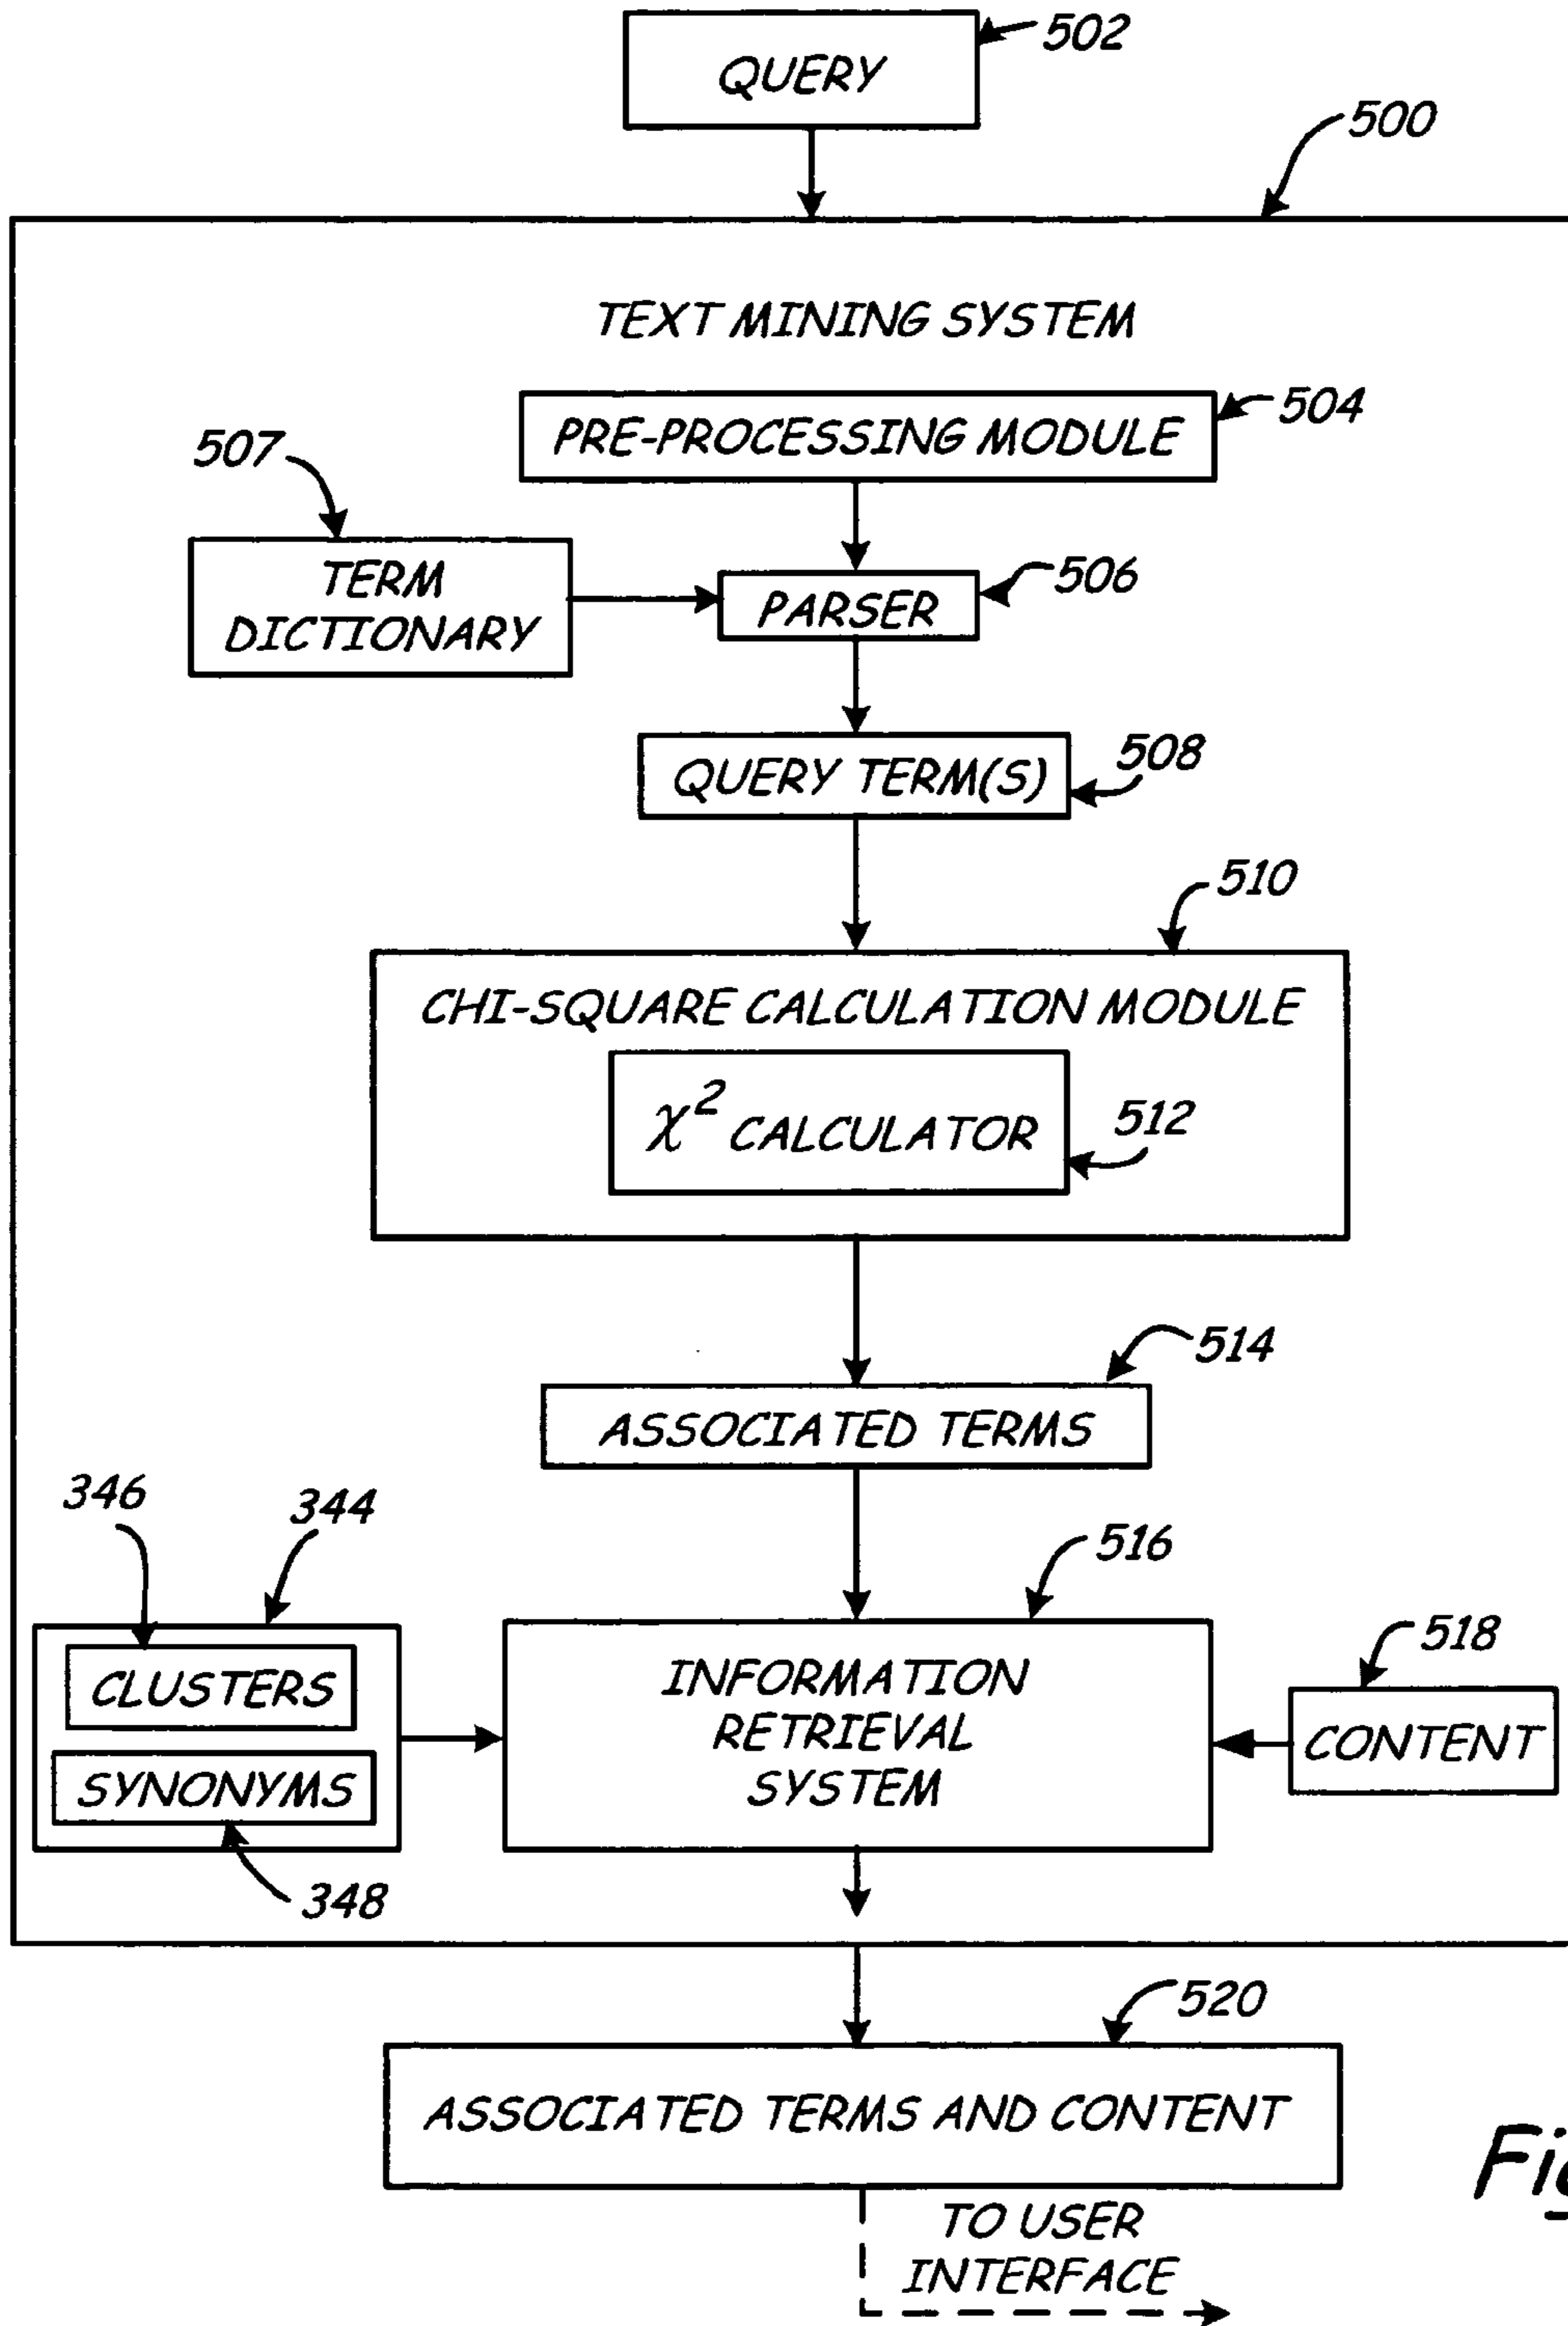 QUERY
502
500
TEXT MINING SYSTEM
PRE-PROCESSING MODULE
504
507
TERM
DICTIONARY
PARSER
506
QUERY TERM(S)
508
510
CHI-SQUARE CALCULATION MODULE
χ² CALCULATOR
512
514
ASSOCIATED TERMS
346
344
516
CLUSTERS
SYNONYMS
348
INFORMATION
RETRIEVAL
SYSTEM
518
CONTENT
520
ASSOCIATED TERMS AND CONTENT
TO USER
INTERFACE